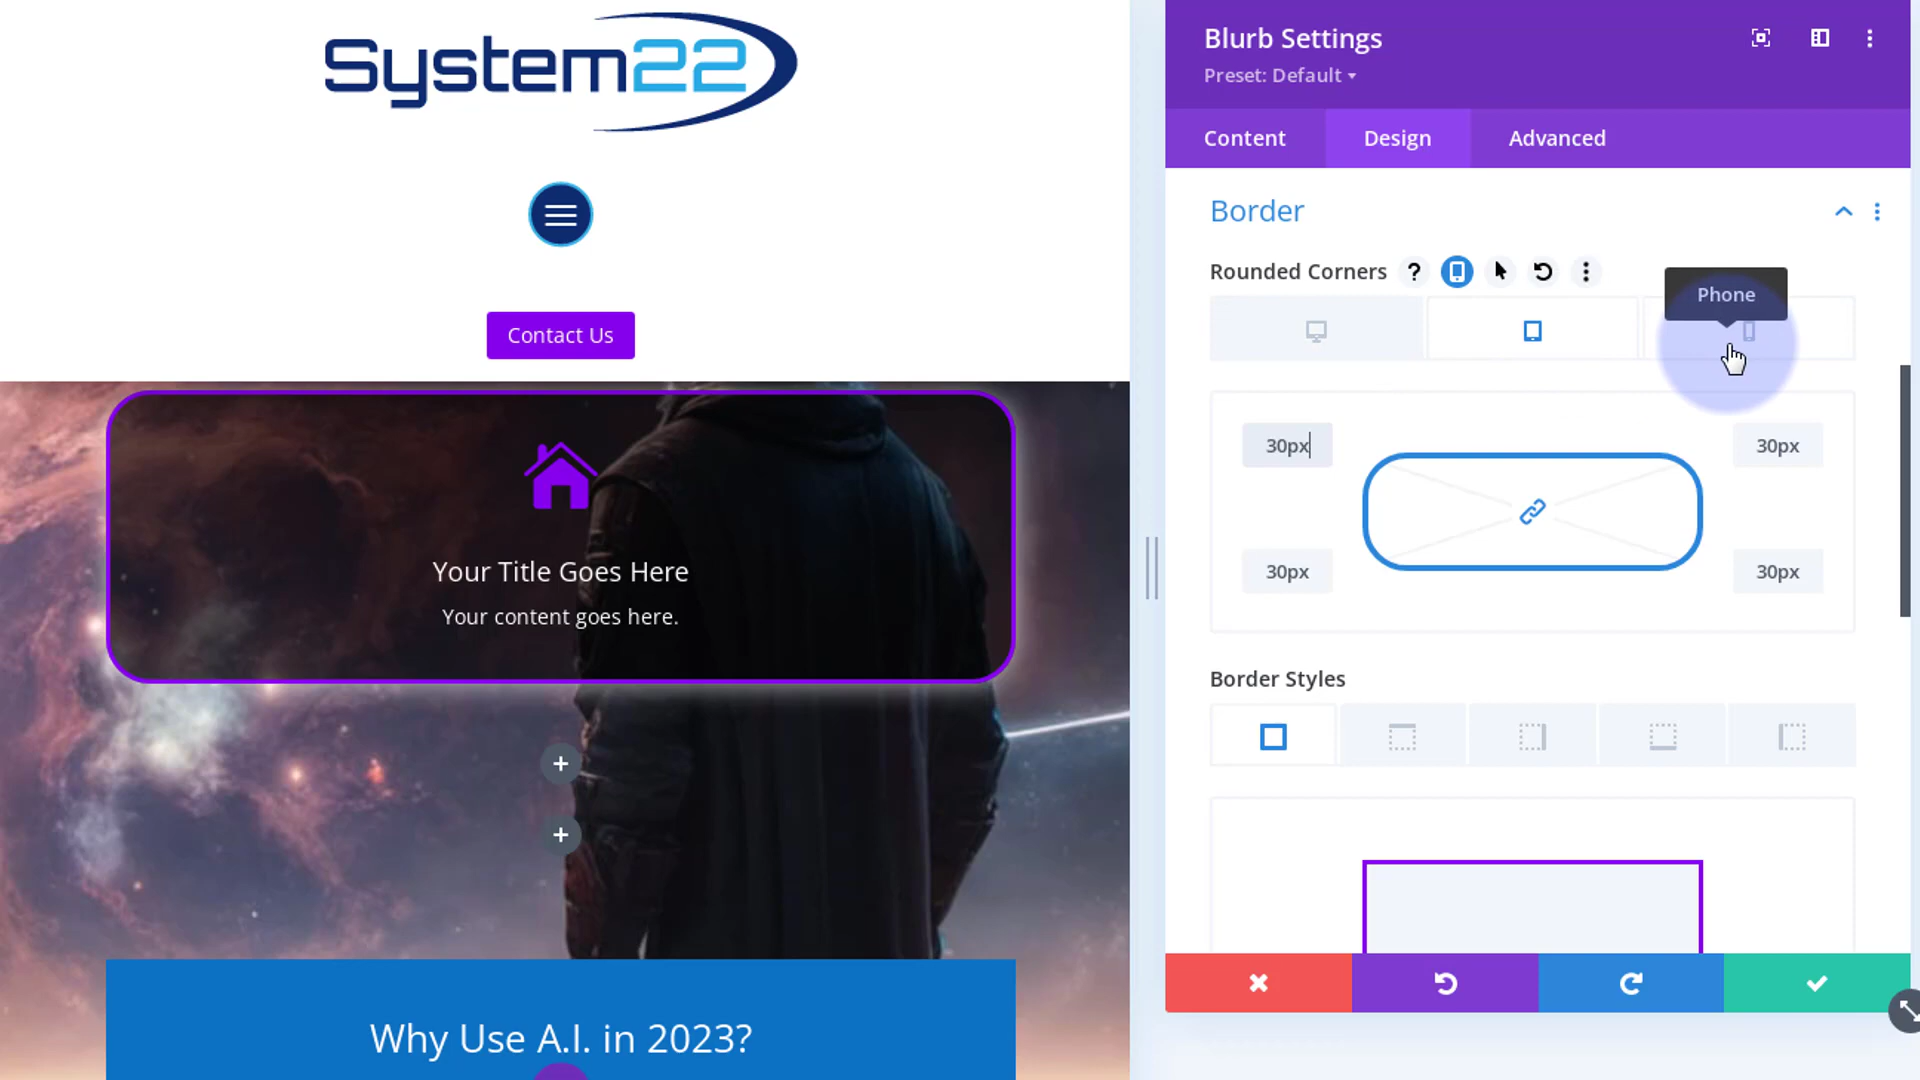 System22
Contact Us
Your Title Goes Here
Your content goes here.
Why Use A.I. in 2023?
Blurb Settings
Preset: Default
Content
Design
Advanced
Border
Rounded Corners
Phone
30px
30px
30px
30px
Border Styles